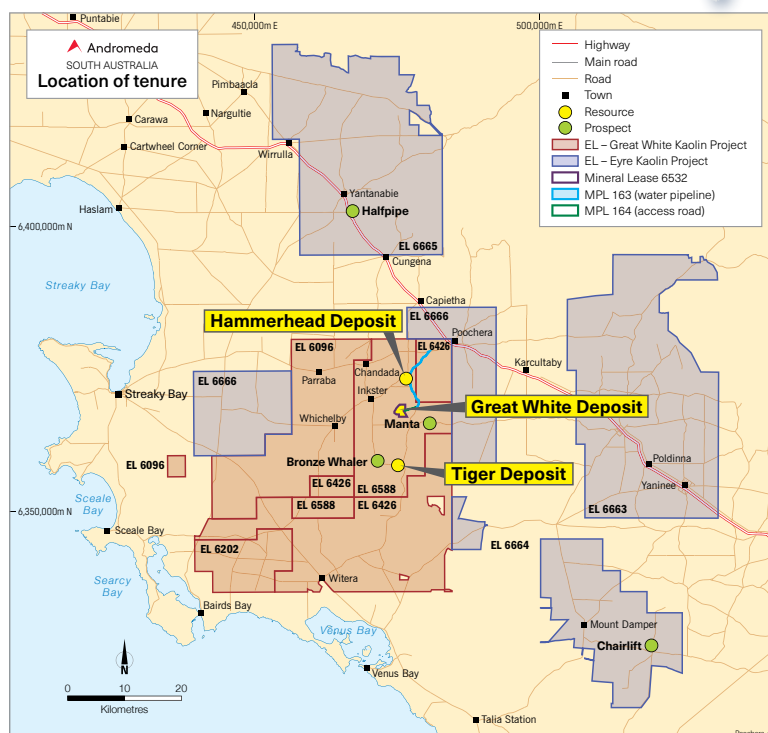 450,000m E
500,000m E
Puntabie
Andromeda
SOUTH AUSTRALIA
Location of tenure
Highway
Main road
Road
Town
Resource
Prospect
EL – Great White Kaolin Project
EL – Eyre Kaolin Project
Mineral Lease 6532
MPL 163 (water pipeline)
MPL 164 (access road)
Pimbaacla
Nargultie
Carawa
Cartwheel Corner
Wirrulla
Yantanabie
Haslam
Halfpipe
6,400,000m N
EL 6665
Cungena
Streaky Bay
Capietha
EL 6666
Hammerhead Deposit
Poochera
EL 6096
EL 6426
Karcultaby
Chandada
EL 6666
Parraba
Streaky Bay
Inkster
Great White Deposit
Whichelby
Manta
EL 6096
Bronze Whaler
Tiger Deposit
Poldinna
Yaninee
EL 6426
EL 6588
Sceale
Bay
EL 6588
EL 6426
6,350,000m N
EL 6663
Sceale Bay
EL 6202
EL 6664
Searcy
Bay
Witera
Bairds Bay
Mount Damper
Venus Bay
Chairlift
N
Venus Bay
0
10
20
Kilometres
Talia Station